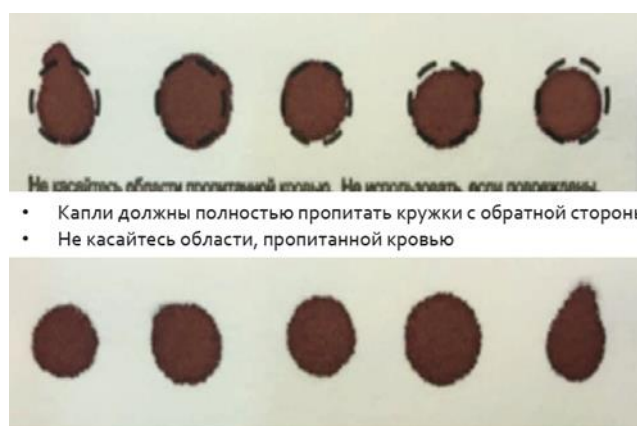 Не касайтесь области пропитанной кровью. Не использовать, если повреждены.
• Капли должны полностью пропитать кружки с обратной стороны
• Не касайтесь области, пропитанной кровью